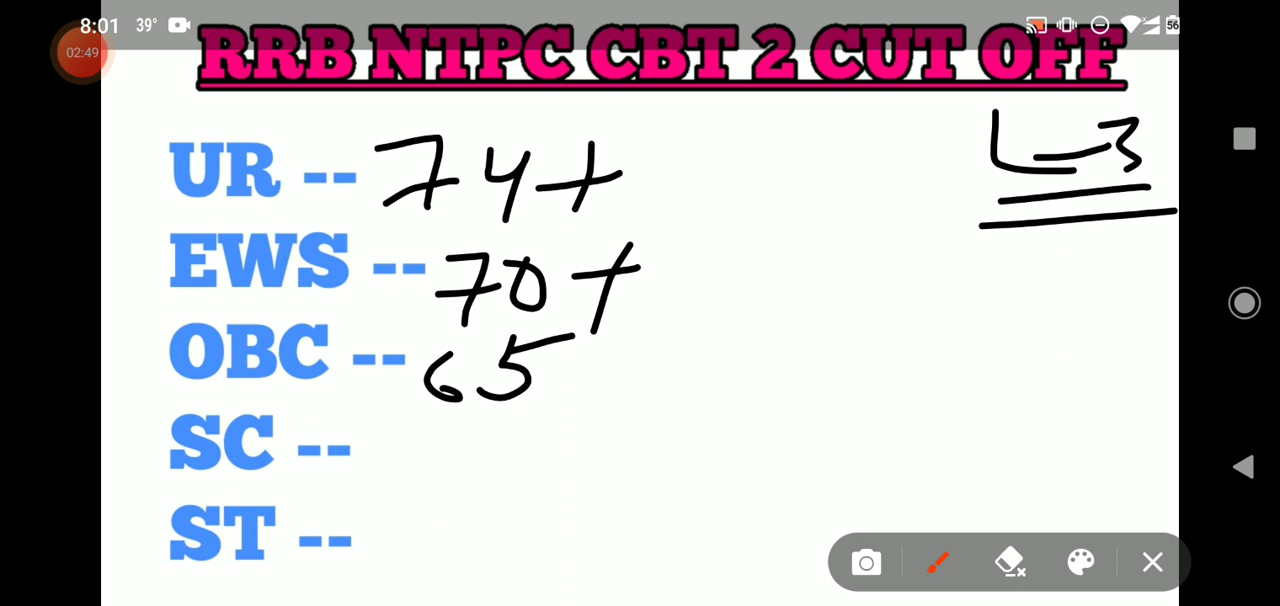 8:01 39° 56
02:49
RRB NTPC CBT 2 CUT OFF
L-3
UR -- 74+
EWS -- 70+
OBC -- 65
SC --
ST --